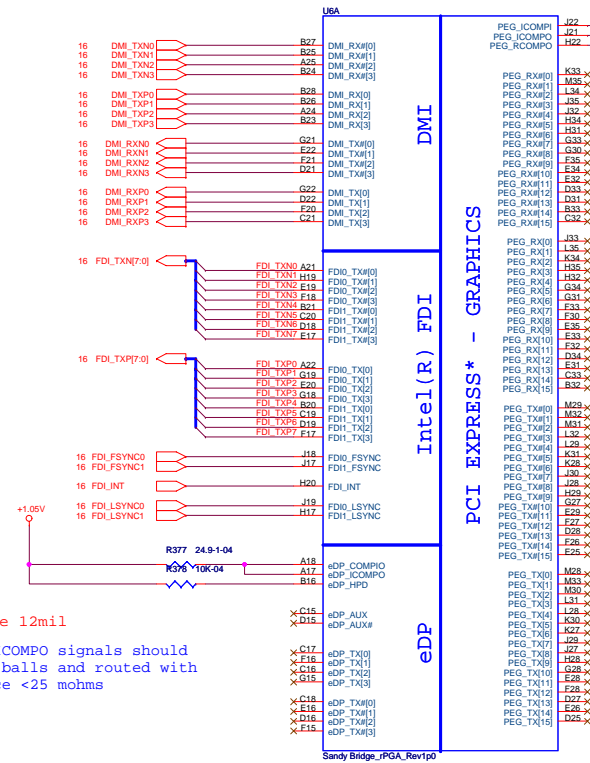 U6A
16 DMI_TXN0 B27 DMI_RX#[0]
16 DMI_TXN1 B25 DMI_RX#[1]
16 DMI_TXN2 A25 DMI_RX#[2]
16 DMI_TXN3 B24 DMI_RX#[3]
16 DMI_TXP0 B28 DMI_RX[0]
16 DMI_TXP1 B26 DMI_RX[1]
16 DMI_TXP2 A24 DMI_RX[2]
16 DMI_TXP3 B23 DMI_RX[3]
16 DMI_RXN0 G21 DMI_TX#[0]
16 DMI_RXN1 E22 DMI_TX#[1]
16 DMI_RXN2 F21 DMI_TX#[2]
16 DMI_RXN3 D21 DMI_TX#[3]
16 DMI_RXP0 G22 DMI_TX[0]
16 DMI_RXP1 D22 DMI_TX[1]
16 DMI_RXP2 F20 DMI_TX[2]
16 DMI_RXP3 C21 DMI_TX[3]
DMI
16 FDI_TXN[7:0]
FDI_TXN0 A21 FDI0_TX#[0]
FDI_TXN1 H19 FDI0_TX#[1]
FDI_TXN2 E19 FDI0_TX#[2]
FDI_TXN3 F18 FDI0_TX#[3]
FDI_TXN4 B21 FDI1_TX#[0]
FDI_TXN5 C20 FDI1_TX#[1]
FDI_TXN6 D18 FDI1_TX#[2]
FDI_TXN7 E17 FDI1_TX#[3]
16 FDI_TXP[7:0]
FDI_TXP0 A22 FDI0_TX[0]
FDI_TXP1 G19 FDI0_TX[1]
FDI_TXP2 E20 FDI0_TX[2]
FDI_TXP3 G18 FDI0_TX[3]
FDI_TXP4 B20 FDI1_TX[0]
FDI_TXP5 C19 FDI1_TX[1]
FDI_TXP6 D19 FDI1_TX[2]
FDI_TXP7 F17 FDI1_TX[3]
16 FDI_FSYNC0 J18 FDI0_FSYNC
16 FDI_FSYNC1 J17 FDI1_FSYNC
16 FDI_INT H20 FDI_INT
16 FDI_LSYNC0 J19 FDI0_LSYNC
16 FDI_LSYNC1 H17 FDI1_LSYNC
Intel(R) FDI
+1.05V
R377 24.9-1-04
R378 10K-04
A18 eDP_COMPIO
A17 eDP_ICOMPO
B16 eDP_HPD
C15 eDP_AUX
D15 eDP_AUX#
C17 eDP_TX[0]
F16 eDP_TX[1]
C16 eDP_TX[2]
G15 eDP_TX[3]
C18 eDP_TX#[0]
E16 eDP_TX#[1]
D16 eDP_TX#[2]
F15 eDP_TX#[3]
eDP
e 12mil
ICOMPO signals should
balls and routed with
ce <25 mohms
PCI EXPRESS* - GRAPHICS
PEG_ICOMPI J22
PEG_ICOMPO J21
PEG_RCOMPO H22
PEG_RX#[0] K33
PEG_RX#[1] M35
PEG_RX#[2] L34
PEG_RX#[3] J35
PEG_RX#[4] J32
PEG_RX#[5] H34
PEG_RX#[6] H31
PEG_RX#[7] G33
PEG_RX#[8] G30
PEG_RX#[9] F35
PEG_RX#[10] E34
PEG_RX#[11] E32
PEG_RX#[12] D33
PEG_RX#[13] D31
PEG_RX#[14] B33
PEG_RX#[15] C32
PEG_RX[0] J33
PEG_RX[1] L35
PEG_RX[2] K34
PEG_RX[3] H35
PEG_RX[4] H32
PEG_RX[5] G34
PEG_RX[6] G31
PEG_RX[7] F33
PEG_RX[8] F30
PEG_RX[9] E35
PEG_RX[10] E33
PEG_RX[11] F32
PEG_RX[12] D34
PEG_RX[13] E31
PEG_RX[14] C33
PEG_RX[15] B32
PEG_TX#[0] M29
PEG_TX#[1] M32
PEG_TX#[2] M31
PEG_TX#[3] L32
PEG_TX#[4] L29
PEG_TX#[5] K31
PEG_TX#[6] K28
PEG_TX#[7] J30
PEG_TX#[8] J28
PEG_TX#[9] H29
PEG_TX#[10] G27
PEG_TX#[11] E29
PEG_TX#[12] F27
PEG_TX#[13] D28
PEG_TX#[14] F26
PEG_TX#[15] E25
PEG_TX[0] M28
PEG_TX[1] M33
PEG_TX[2] M30
PEG_TX[3] L31
PEG_TX[4] L28
PEG_TX[5] K30
PEG_TX[6] K27
PEG_TX[7] J29
PEG_TX[8] J27
PEG_TX[9] H28
PEG_TX[10] G28
PEG_TX[11] E28
PEG_TX[12] F28
PEG_TX[13] D27
PEG_TX[14] E26
PEG_TX[15] D25
Sandy Bridge_rPGA_Rev1p0